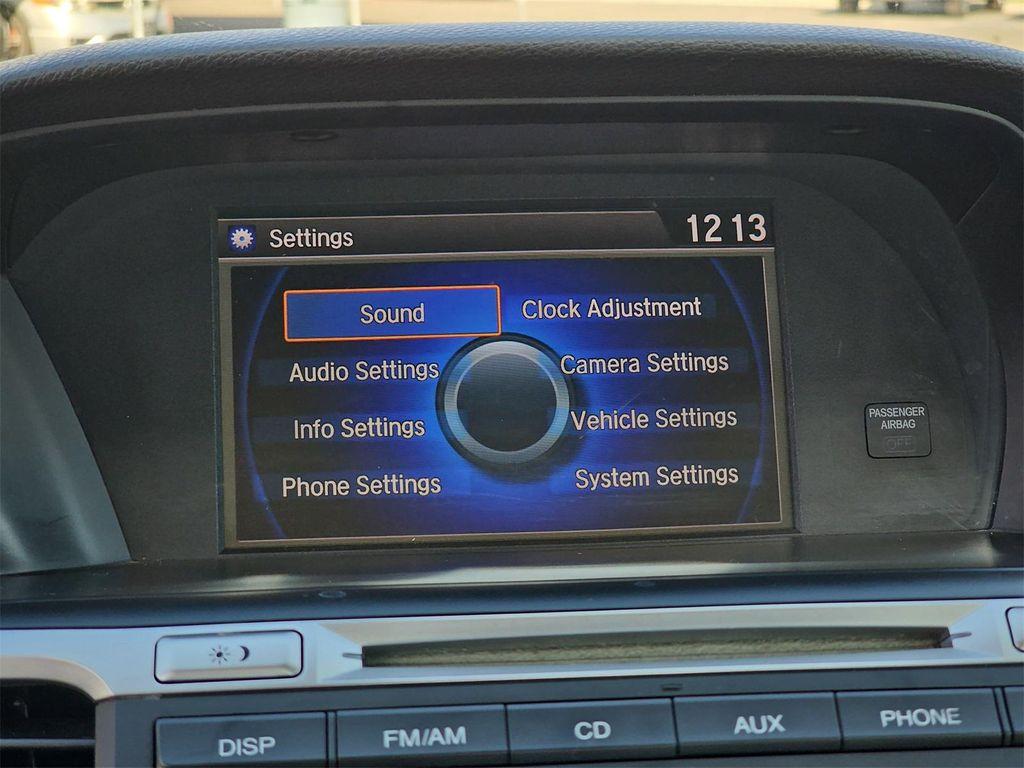 Settings
12 13
Sound
Clock Adjustment
Audio Settings
Camera Settings
Info Settings
Vehicle Settings
Phone Settings
System Settings
PASSENGER
AIRBAG
OFF
DISP
FM/AM
CD
AUX
PHONE